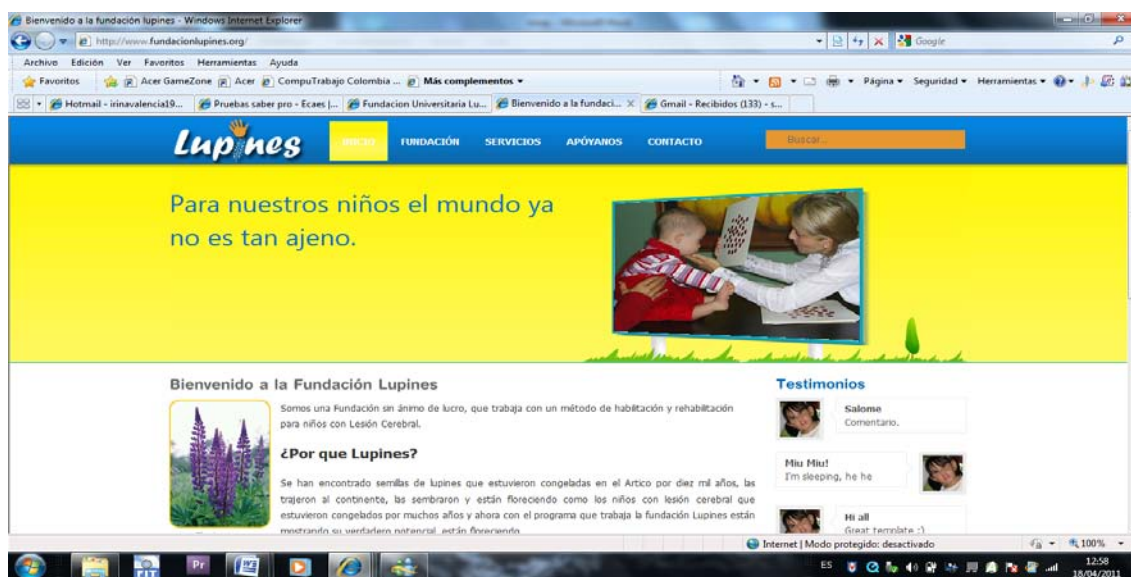 Bienvenido a la fundación lupines - Windows Internet Explorer
http://www.fundacionlupines.org/
Google
Archivo Edición Ver Favoritos Herramientas Ayuda
Favoritos Acer GameZone Acer CompuTrabajo Colombia ... Más complementos
Página Seguridad Herramientas
Hotmail - irinavalencia19... Pruebas saber pro - Ecaes |... Fundacion Universitaria Lu... Bienvenido a la fundaci... X Gmail - Recibidos (133) - s...
Lupines INICIO FUNDACIÓN SERVICIOS APÓYANOS CONTACTO Buscar...
Para nuestros niños el mundo ya
no es tan ajeno.
Bienvenido a la Fundación Lupines
Somos una Fundación sin ánimo de lucro, que trabaja con un método de habilitación y rehabilitación
para niños con Lesión Cerebral.
¿Por que Lupines?
Se han encontrado semillas de lupines que estuvieron congeladas en el Artico por diez mil años, las
trajeron al continente, las sembraron y están floreciendo como los niños con lesión cerebral que
estuvieron congelados por muchos años y ahora con el programa que trabaja la fundación Lupines están
mostrando su verdadero potencial, están floreciendo
Testimonios
Salome
Comentario.
Miu Miu!
I'm sleeping, he he
Hi all
Great template :)
Internet | Modo protegido: desactivado
100%
Pr
ES
12:58
18/04/2011